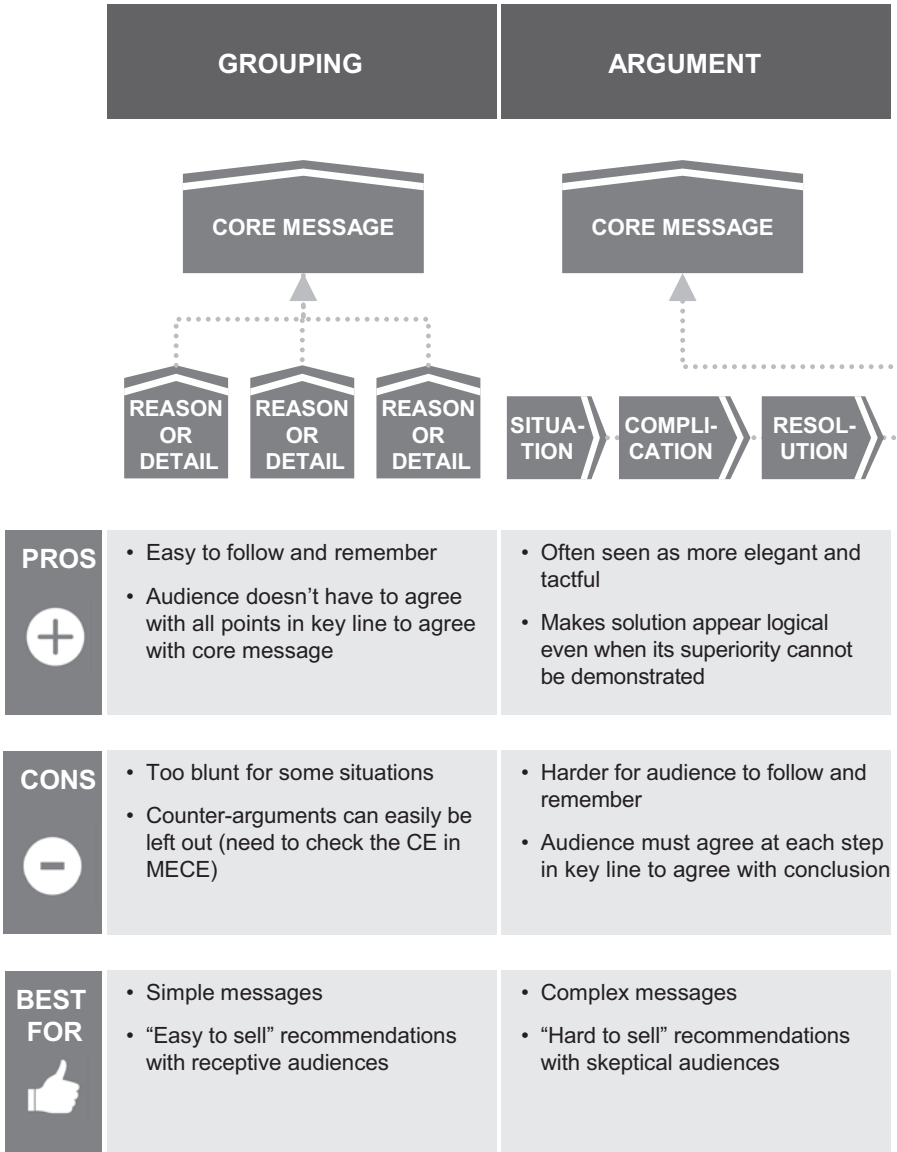 GROUPING
ARGUMENT
CORE MESSAGE
CORE MESSAGE
REASON
OR
DETAIL
REASON
OR
DETAIL
REASON
OR
DETAIL
SITUA-
TION
COMPLI-
CATION
RESOL-
UTION
PROS
• Easy to follow and remember
• Audience doesn’t have to agree
with all points in key line to agree
with core message
• Often seen as more elegant and
tactful
• Makes solution appear logical
even when its superiority cannot
be demonstrated
CONS
• Too blunt for some situations
• Counter-arguments can easily be
left out (need to check the CE in
MECE)
• Harder for audience to follow and
remember
• Audience must agree at each step
in key line to agree with conclusion
BEST
FOR
• Simple messages
• “Easy to sell” recommendations
with receptive audiences
• Complex messages
• “Hard to sell” recommendations
with skeptical audiences